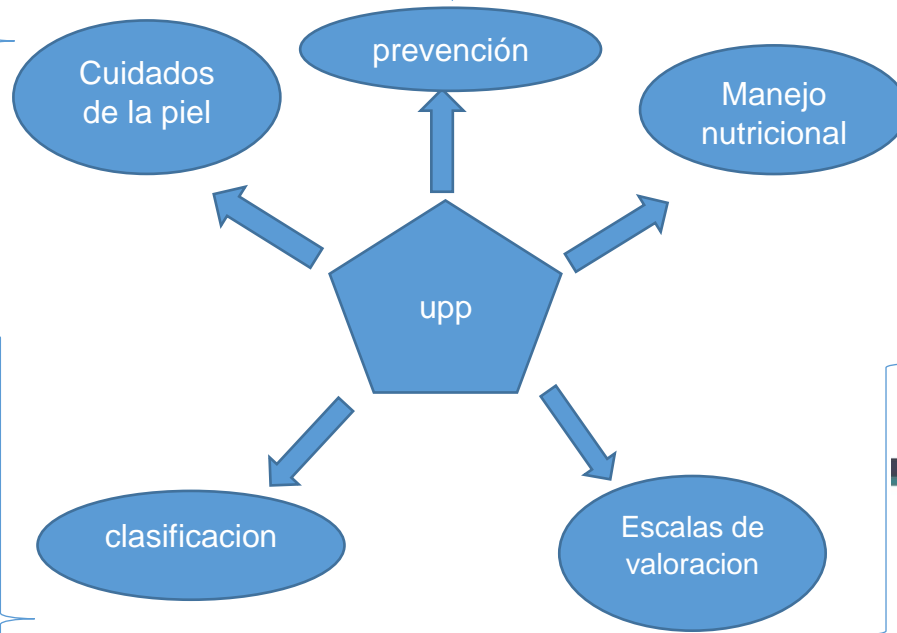 prevención
Cuidados
de la piel
Manejo
nutricional
upp
clasificacion
Escalas de
valoracion